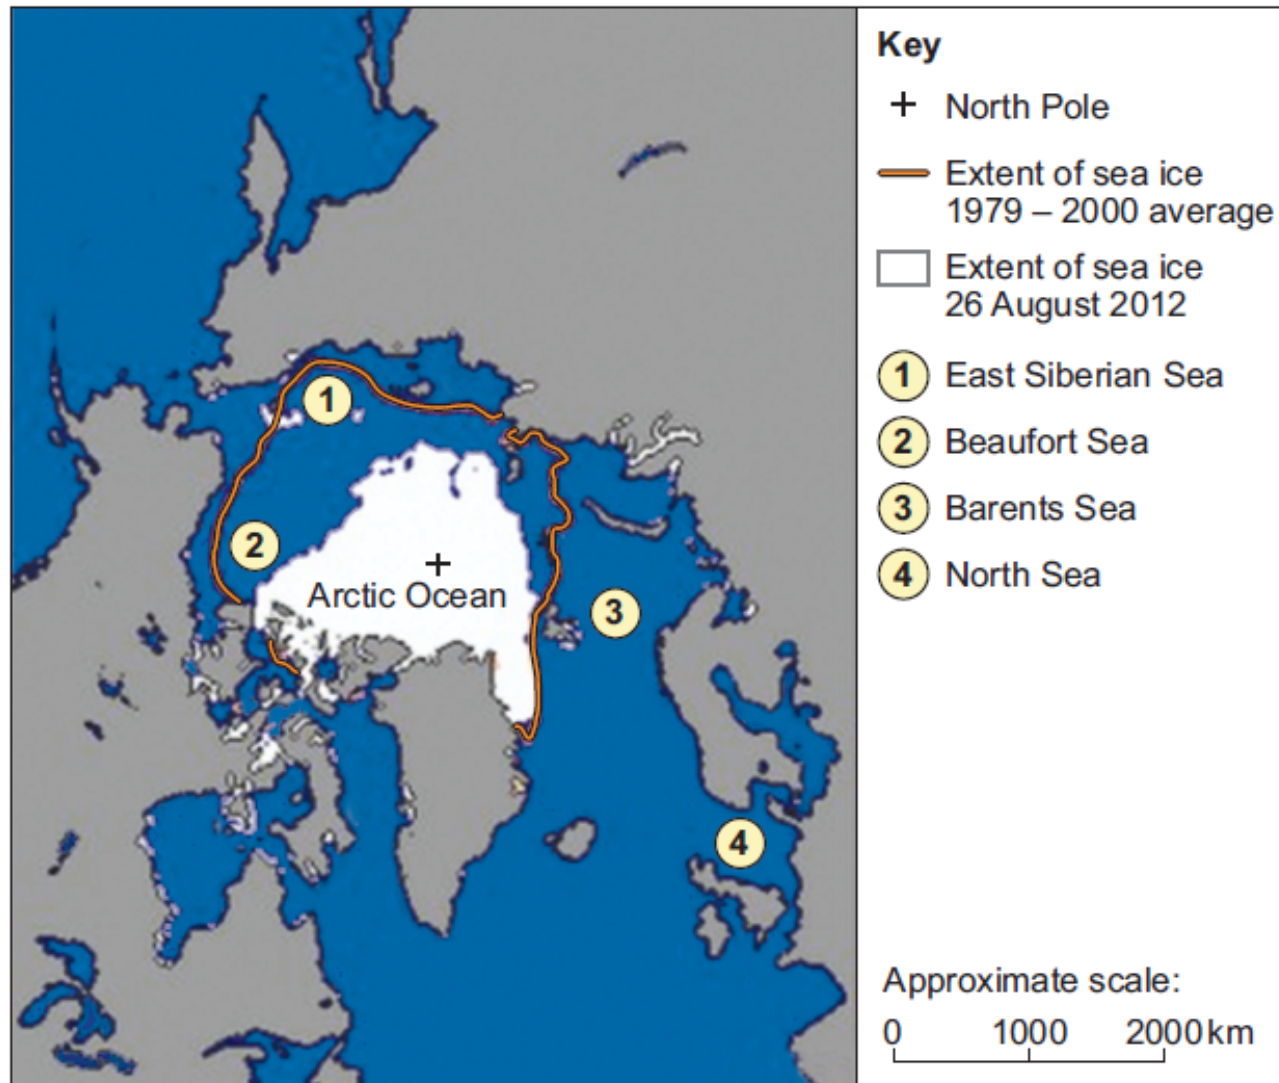 Key
North Pole
Extent of sea ice
1979 – 2000 average
Extent of sea ice
26 August 2012
1 East Siberian Sea
2 Beaufort Sea
3 Barents Sea
4 North Sea
1
2
Arctic Ocean
3
4
Approximate scale:
0 1000 2000 km